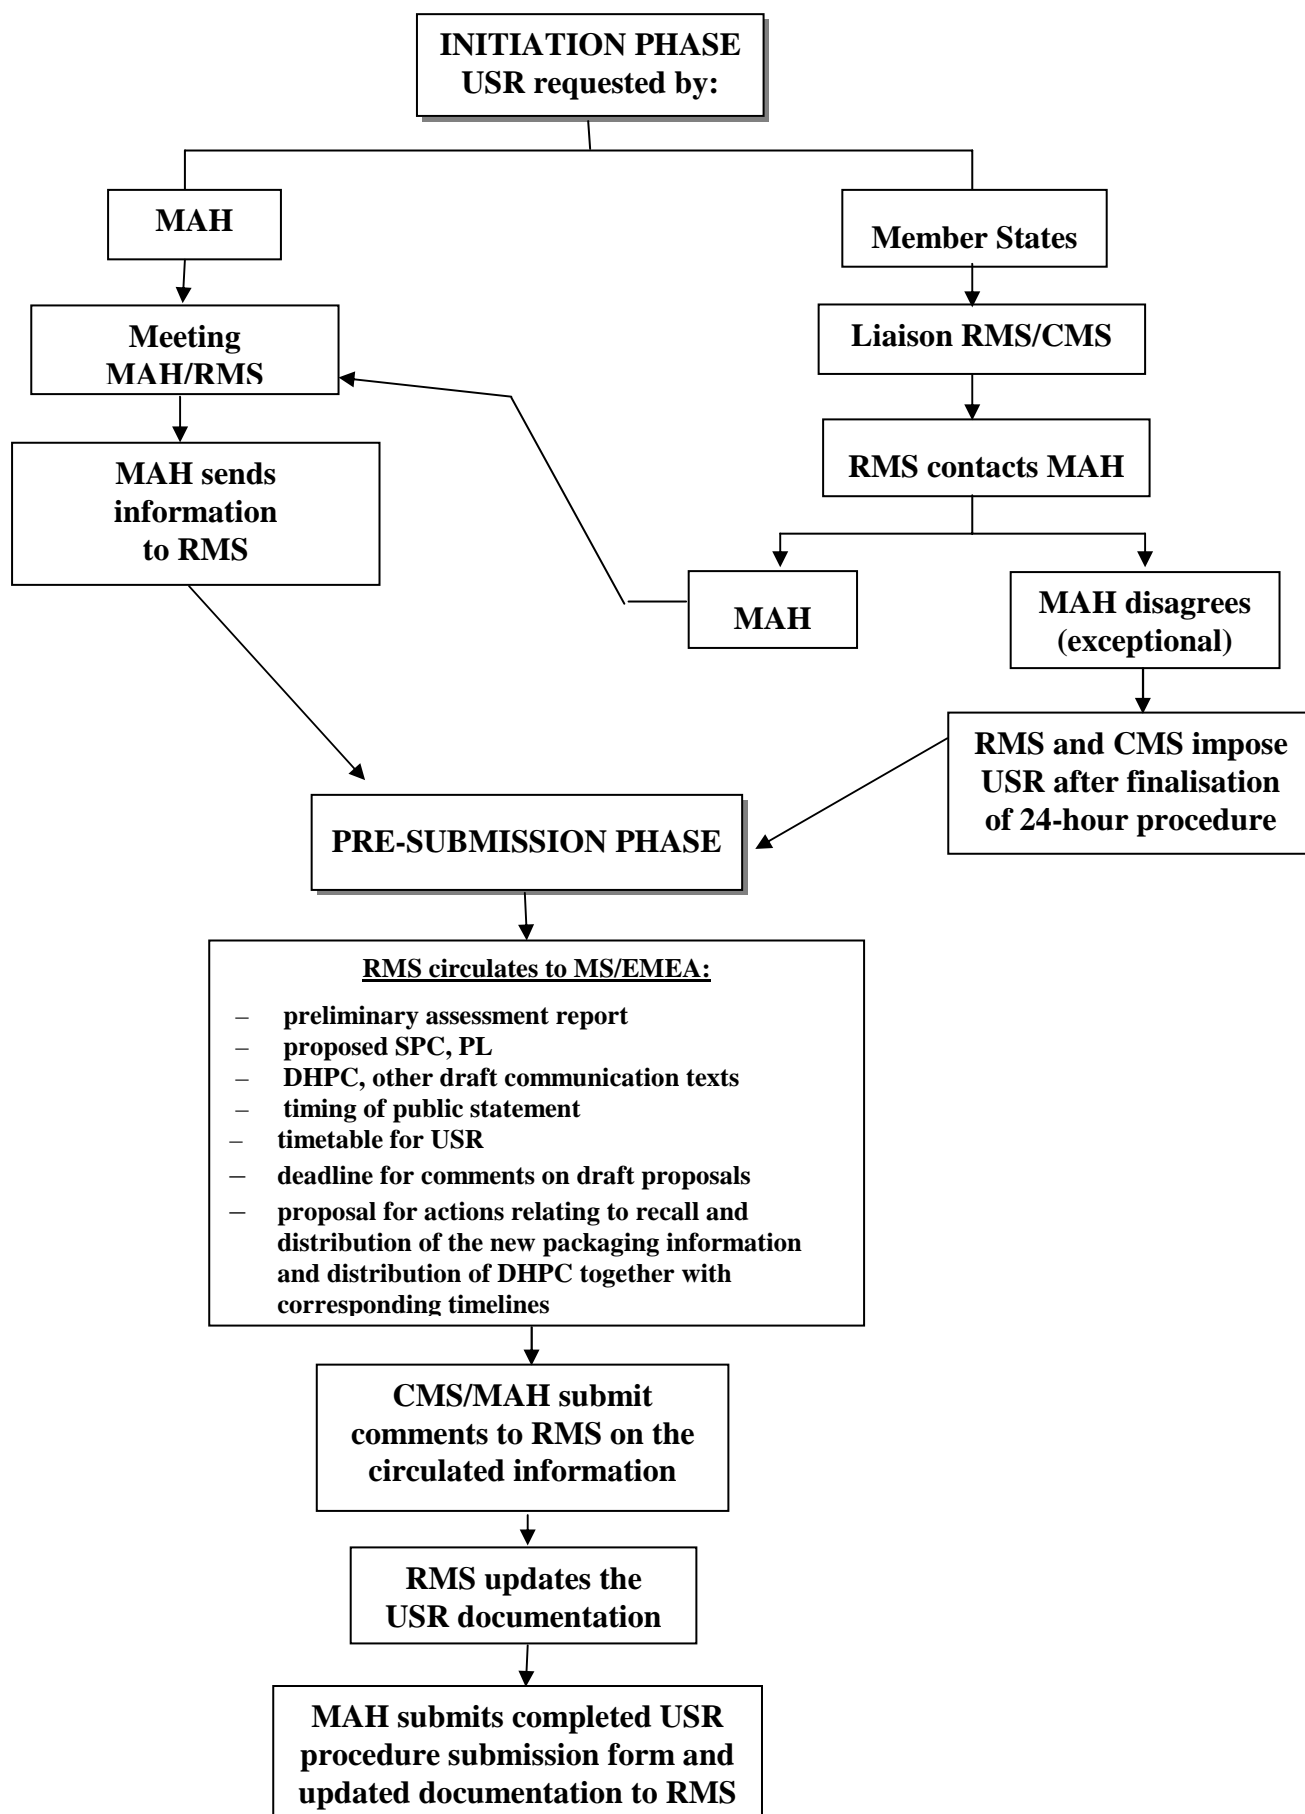 INITIATION PHASE
USR requested by:
MAH
Member States
Meeting
MAH/RMS
Liaison RMS/CMS
RMS contacts MAH
MAH sends
information
to RMS
MAH
MAH disagrees
(exceptional)
RMS and CMS impose
USR after finalisation
of 24-hour procedure
PRE-SUBMISSION PHASE
RMS circulates to MS/EMEA:
– preliminary assessment report
– proposed SPC, PL
– DHPC, other draft communication texts
– timing of public statement
– timetable for USR
– deadline for comments on draft proposals
– proposal for actions relating to recall and
distribution of the new packaging information
and distribution of DHPC together with
corresponding timelines
CMS/MAH submit
comments to RMS on the
circulated information
RMS updates the
USR documentation
MAH submits completed USR
procedure submission form and
updated documentation to RMS